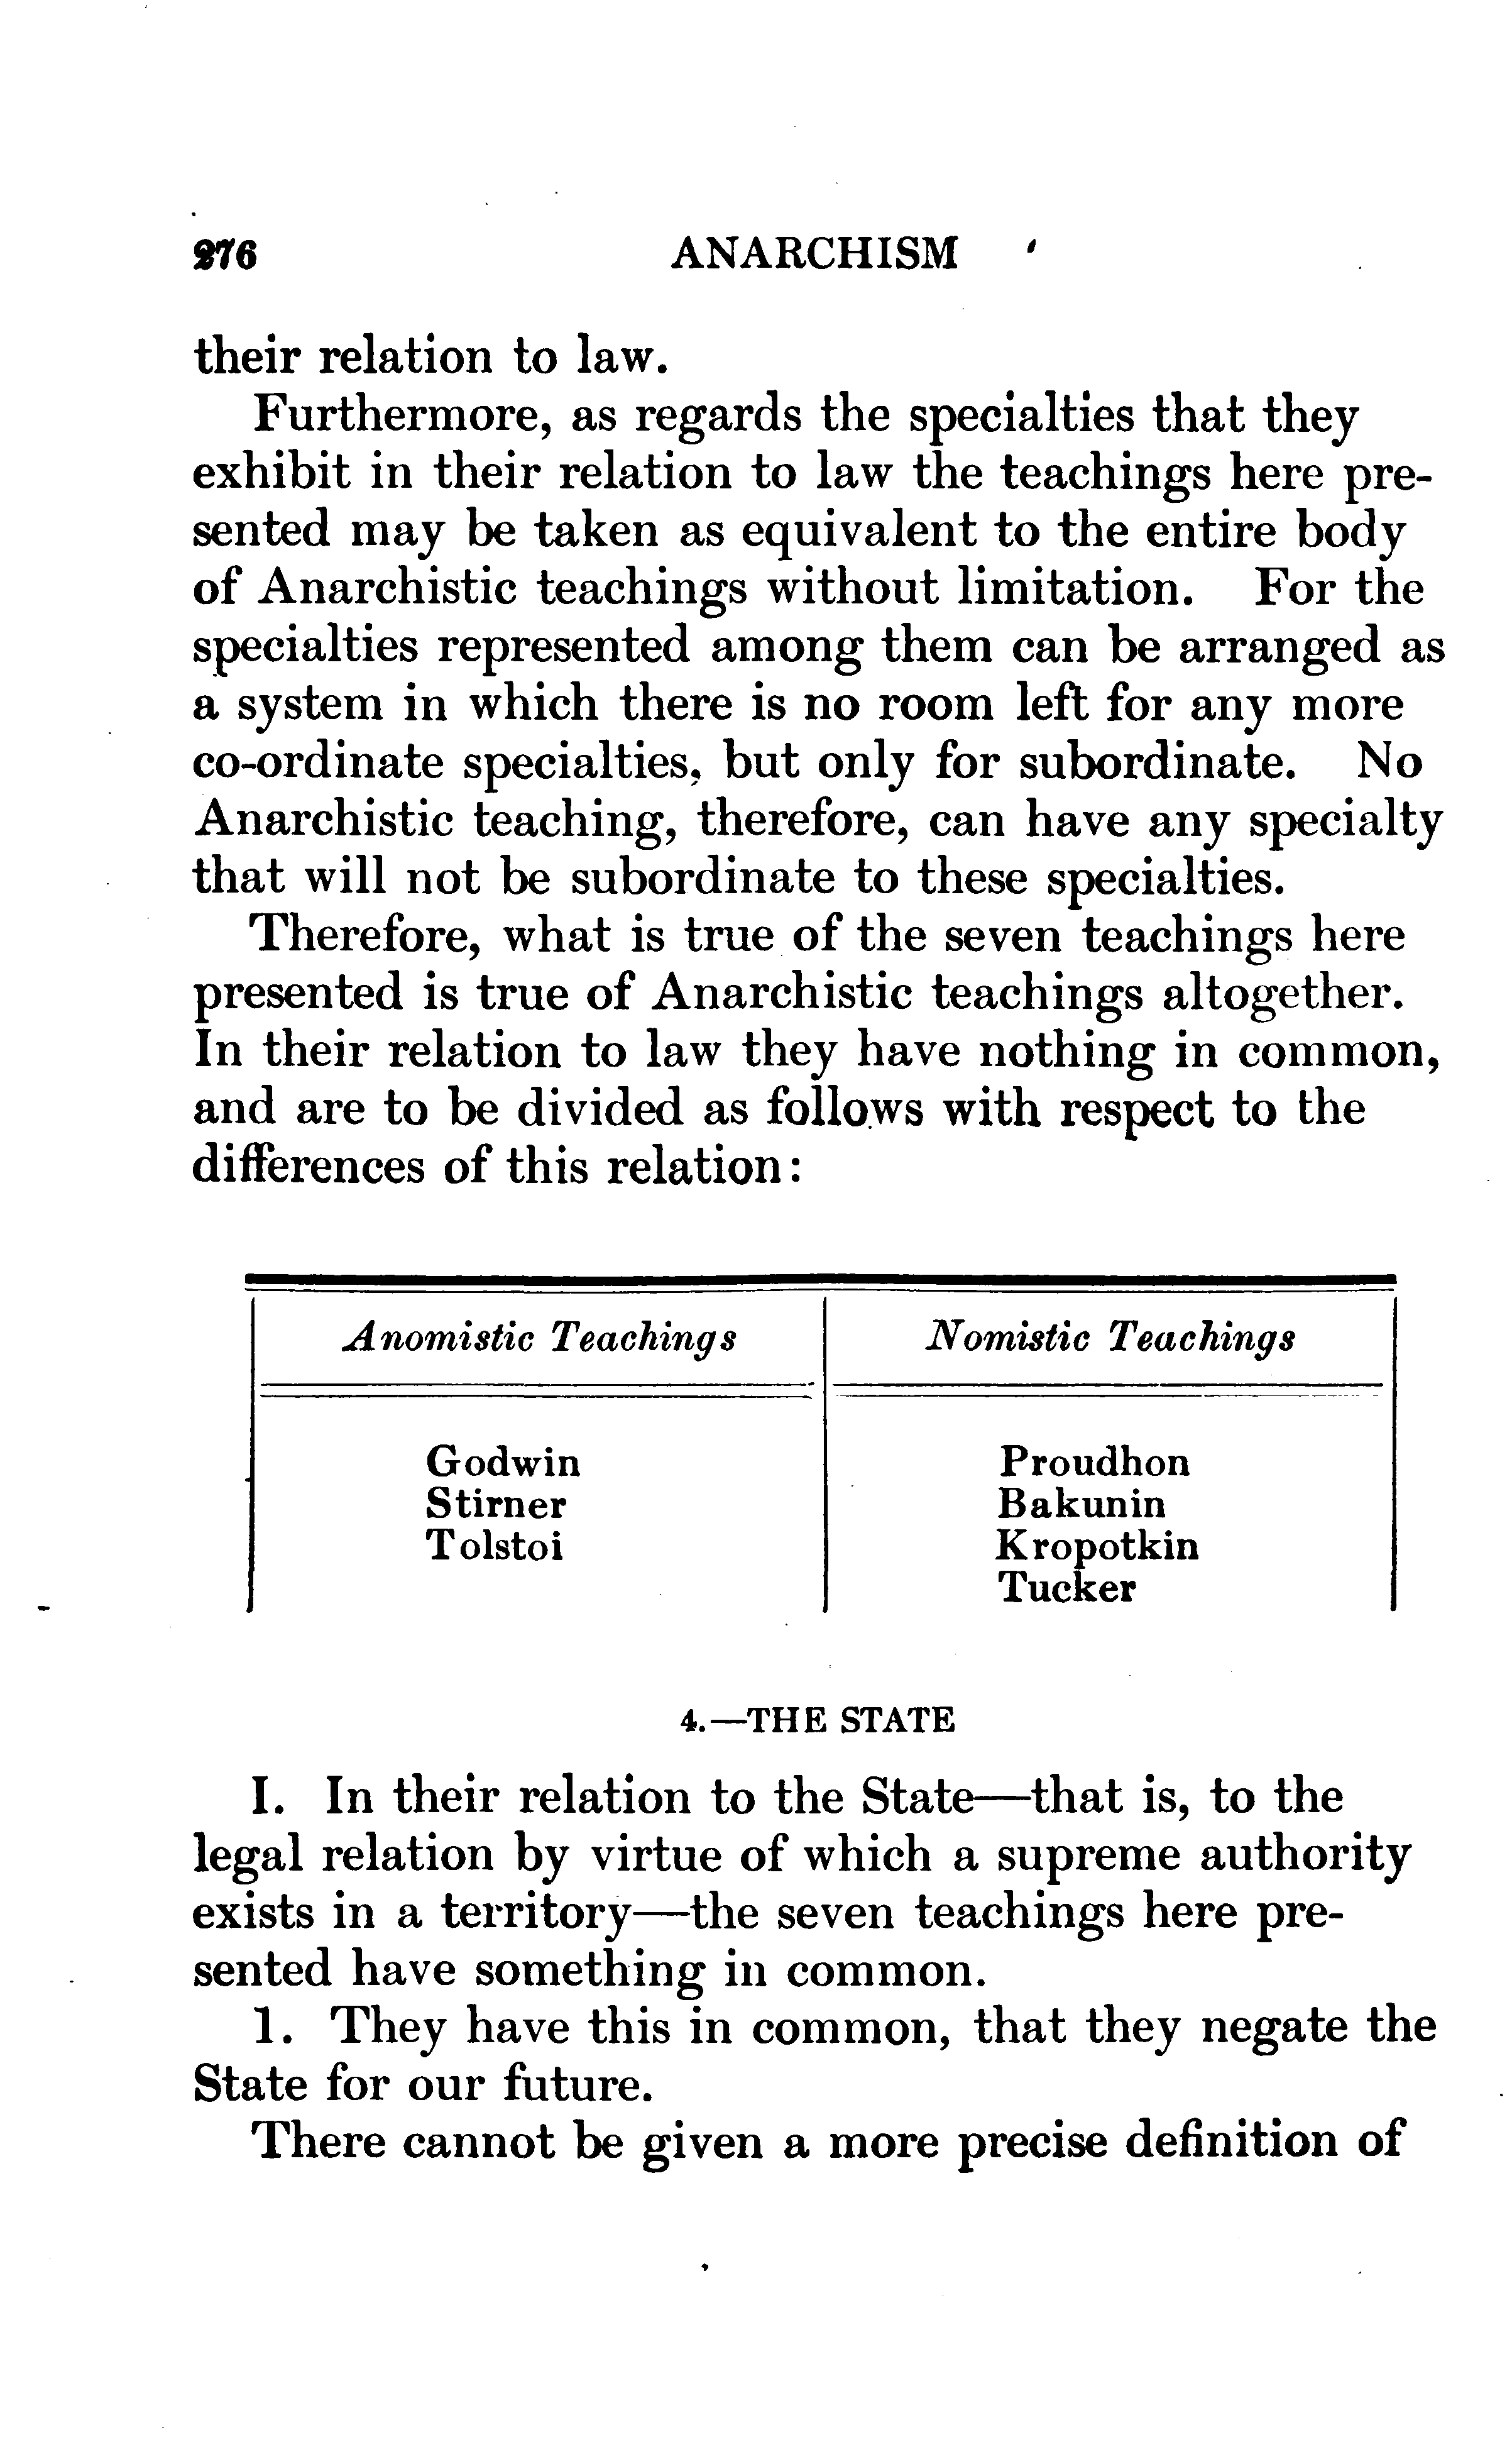 276 ANARCHISM
their relation to law.
Furthermore, as regards the specialties that they
exhibit in their relation to law the teachings here pre-
sented may be taken as equivalent to the entire body
of Anarchistic teachings without limitation. For the
specialties represented among them can be arranged as
a system in which there is no room left for any more
co-ordinate specialties, but only for subordinate. No
Anarchistic teaching, therefore, can have any specialty
that will not be subordinate to these specialties.
Therefore, what is true of the seven teachings here
presented is true of Anarchistic teachings altogether.
In their relation to law they have nothing in common,
and are to be divided as follows with respect to the
differences of this relation:
Anomistic Teachings Nomistic Teachings
Godwin Proudhon
Stirner Bakunin
Tolstoi Kropotkin
Tucker
4.—THE STATE
I. In their relation to the State—that is, to the
legal relation by virtue of which a supreme authority
exists in a territory—the seven teachings here pre-
sented have something in common.
1. They have this in common, that they negate the
State for our future.
There cannot be given a more precise definition of